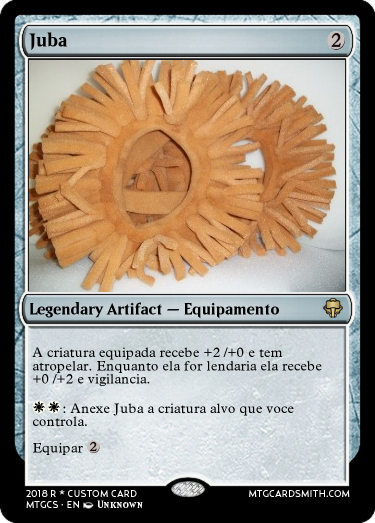 Juba 2
Legendary Artifact — Equipamento
A criatura equipada recebe +2 /+0 e tem
atropelar. Enquanto ela for lendaria ela recebe
+0 /+2 e vigilancia.
: Anexe Juba a criatura alvo que voce
controla.
Equipar 2
2018 R * CUSTOM CARD
MTGCS · EN Unknown
MTGCARDSMITH.COM